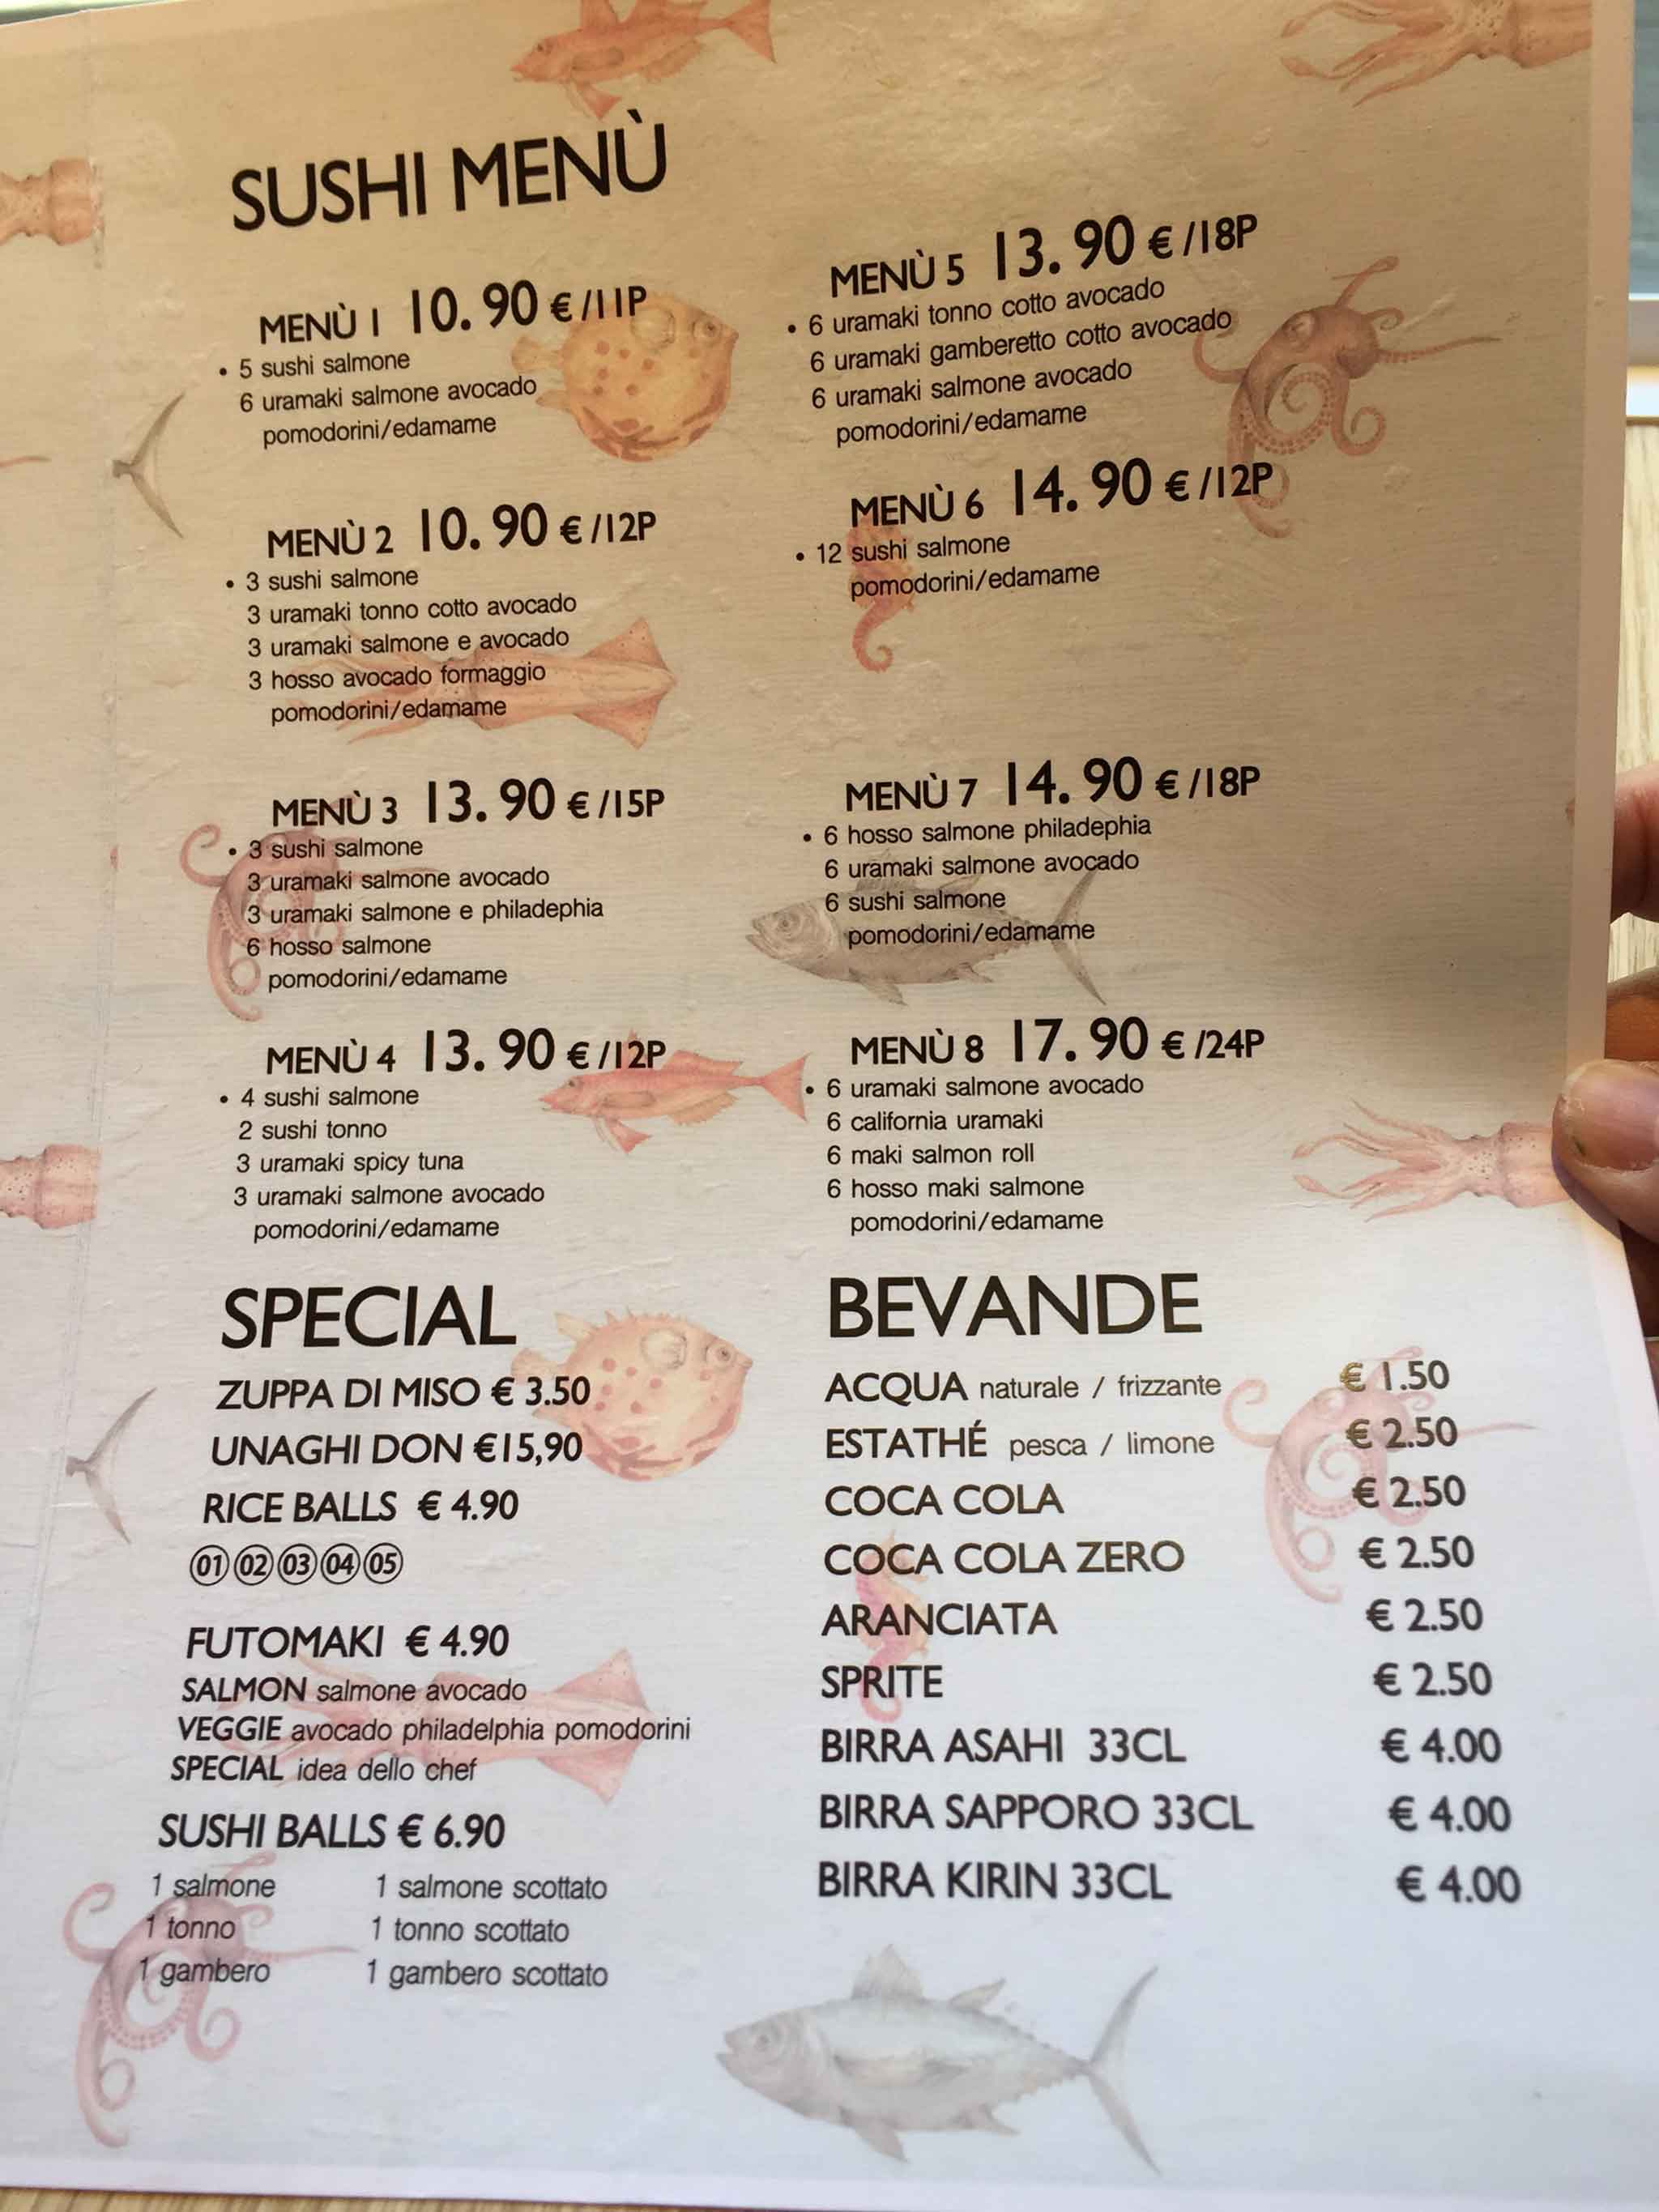 SUSHI MENÙ
MENÙ 1 10.90 €/11P
• 5 sushi salmone
6 uramaki salmone avocado
pomodorini/edamame
MENÙ 2 10.90 €/12P
• 3 sushi salmone
3 uramaki tonno cotto avocado
3 uramaki salmone e avocado
3 hosso avocado formaggio
pomodorini/edamame
MENÙ 3 13.90 €/15P
• 3 sushi salmone
3 uramaki salmone avocado
3 uramaki salmone e philadephia
6 hosso salmone
pomodorini/edamame
MENÙ 4 13.90 €/12P
• 4 sushi salmone
2 sushi tonno
3 uramaki spicy tuna
3 uramaki salmone avocado
pomodorini/edamame
MENÙ 5 13.90 €/18P
• 6 uramaki tonno cotto avocado
6 uramaki gamberetto cotto avocado
6 uramaki salmone avocado
pomodorini/edamame
MENÙ 6 14.90 €/12P
• 12 sushi salmone
pomodorini/edamame
MENÙ 7 14.90 €/18P
• 6 hosso salmone philadephia
6 uramaki salmone avocado
6 sushi salmone
pomodorini/edamame
MENÙ 8 17.90 €/24P
• 6 uramaki salmone avocado
6 california uramaki
6 maki salmon roll
6 hosso maki salmone
pomodorini/edamame
SPECIAL
ZUPPA DI MISO € 3.50
UNAGHI DON €15,90
RICE BALLS € 4.90
01 02 03 04 05
FUTOMAKI € 4.90
SALMON salmone avocado
VEGGIE avocado philadelphia pomodorini
SPECIAL idea dello chef
SUSHI BALLS € 6.90
1 salmone 1 salmone scottato
1 tonno 1 tonno scottato
1 gambero 1 gambero scottato
BEVANDE
ACQUA naturale / frizzante € 1.50
ESTATHÉ pesca / limone € 2.50
COCA COLA € 2.50
COCA COLA ZERO € 2.50
ARANCIATA € 2.50
SPRITE € 2.50
BIRRA ASAHI 33CL € 4.00
BIRRA SAPPORO 33CL € 4.00
BIRRA KIRIN 33CL € 4.00